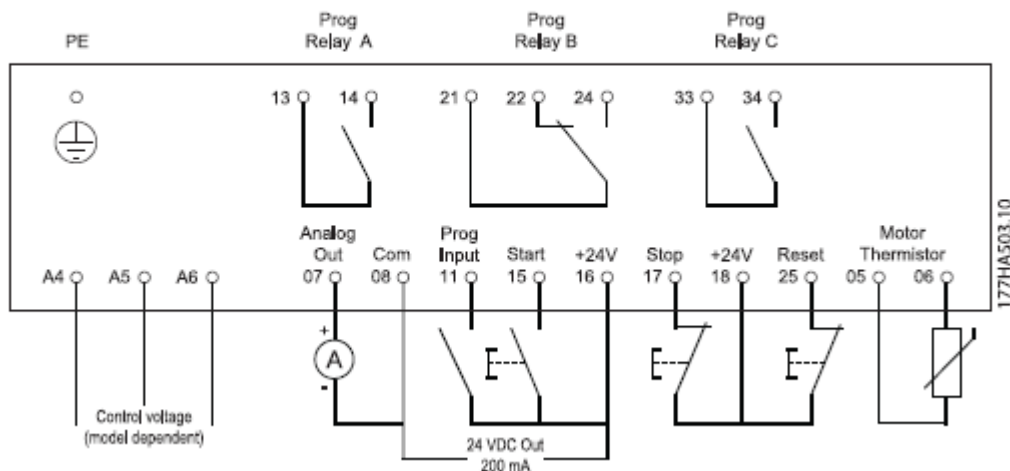 Prog Prog Prog
PE Relay A Relay B Relay C
13 14 21 22 24 33 34
Analog Prog Motor
Out Com Input Start +24V Stop +24V Reset Thermistor
A4 A5 A6 07 08 11 15 16 17 18 25 05 06
+
A
-
Control voltage
(model dependent)
24 VDC Out
200 mA
177HA503.10